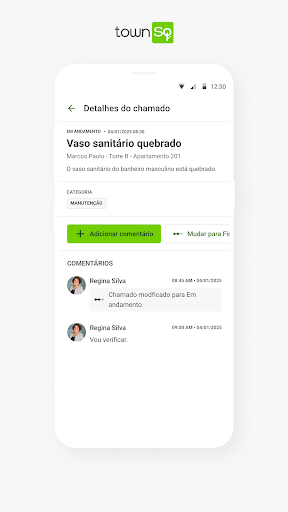 town Sq
12:30
Detalhes do chamado
EM ANDAMENTO • 04/01/2025 08:30
Vaso sanitário quebrado
Marcos Paulo - Torre B - Apartamento 201
O vaso sanitário do banheiro masculino está quebrado.
CATEGORIA
MANUTENÇÃO
Adicionar comentário
Mudar para Fi
COMENTÁRIOS
Regina Silva
08:45 AM • 04/01/2025
Chamado modficado para Em
andamento
Regina Silva
09:00 AM • 04/01/2025
Vou verificar.